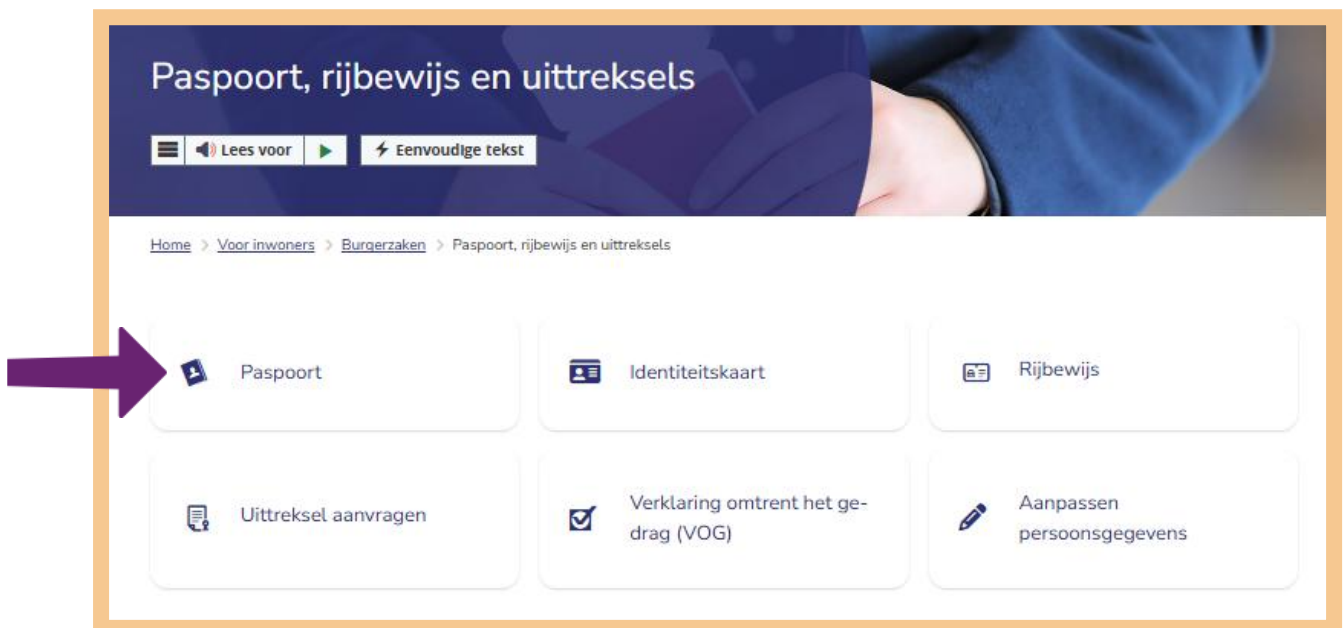 Paspoort, rijbewijs en uittreksels
Lees voor
Eenvoudige tekst
Home > Voor inwoners > Burgerzaken > Paspoort, rijbewijs en uittreksels
Paspoort
Identiteitskaart
Rijbewijs
Uittreksel aanvragen
Verklaring omtrent het ge-
drag (VOG)
Aanpassen
persoonsgegevens